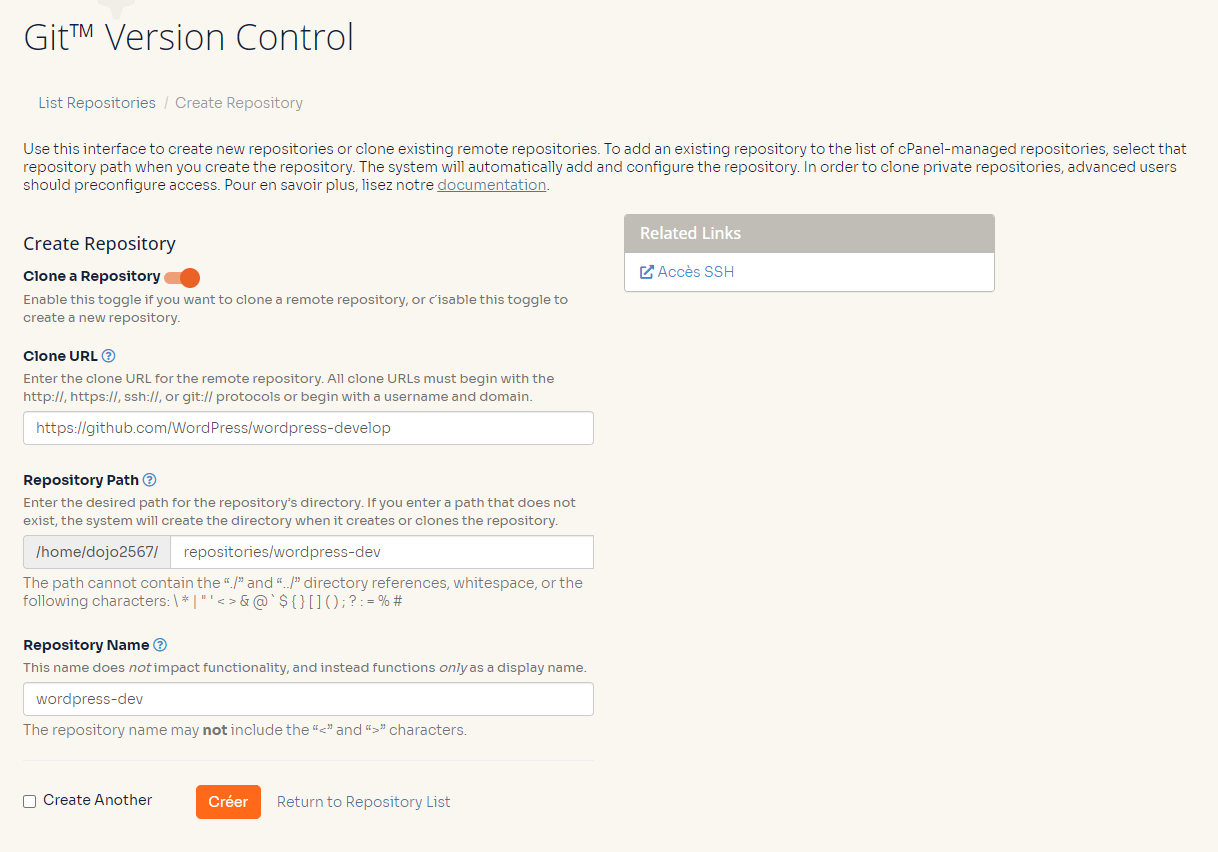 Git™ Version Control
List Repositories / Create Repository
Use this interface to create new repositories or clone existing remote repositories. To add an existing repository to the list of cPanel-managed repositories, select that
repository path when you create the repository. The system will automatically add and configure the repository. In order to clone private repositories, advanced users
should preconfigure access. Pour en savoir plus, lisez notre documentation.
Create Repository
Clone a Repository
Enable this toggle if you want to clone a remote repository, or disable this toggle to
create a new repository.
Clone URL
Enter the clone URL for the remote repository. All clone URLs must begin with the
http://, https://, ssh://, or git:// protocols or begin with a username and domain.
https://github.com/WordPress/wordpress-develop
Repository Path
Enter the desired path for the repository's directory. If you enter a path that does not
exist, the system will create the directory when it creates or clones the repository.
/home/dojo2567/ repositories/wordpress-dev
The path cannot contain the “./” and “../” directory references, whitespace, or the
following characters: \ * | " ' < > & @ ` $ { } [ ] ( ) ; ? : = % #
Repository Name
This name does not impact functionality, and instead functions only as a display name.
wordpress-dev
The repository name may not include the “<” and “>” characters.
Create Another Créer Return to Repository List
Related Links
Accès SSH